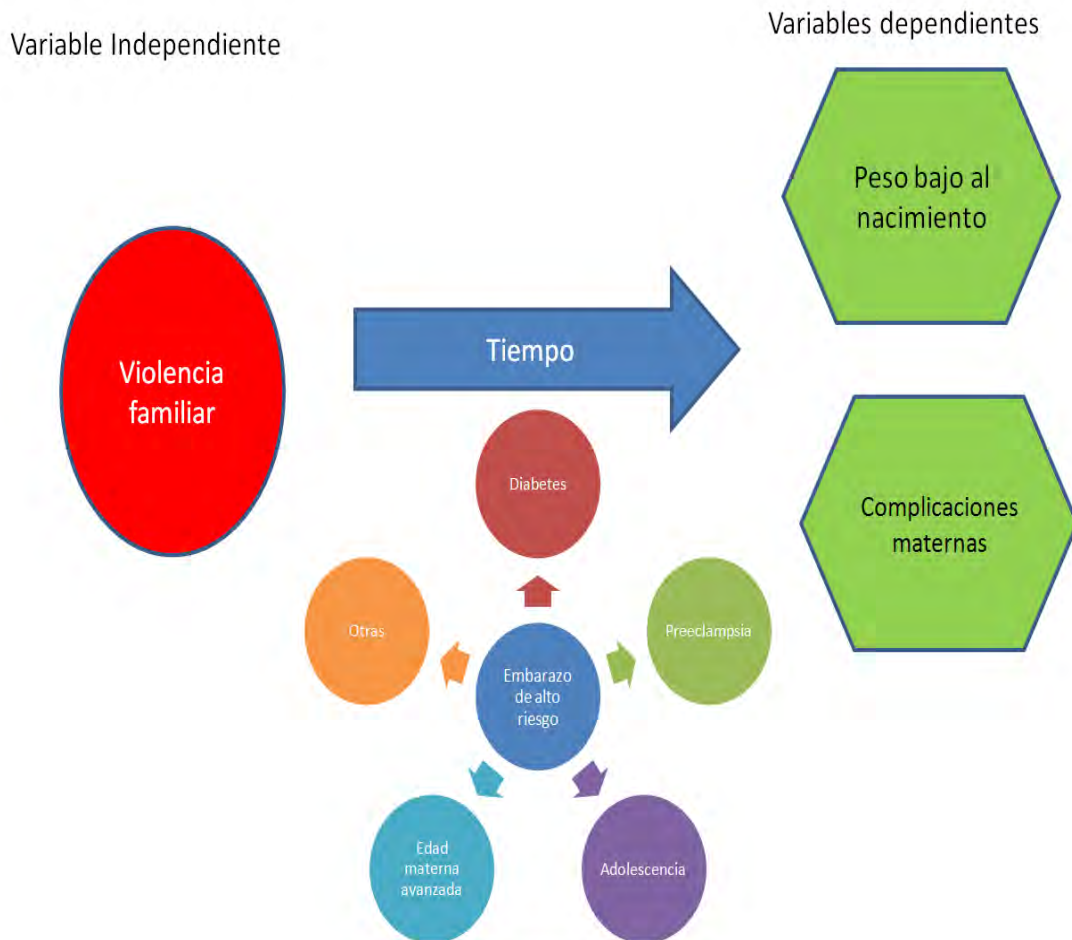 Variable Independiente
Variables dependientes
Peso bajo al
nacimiento
Violencia
familiar
Tiempo
Complicaciones
maternas
Diabetes
Otras
Preeclampsia
Embarazo
de alto
riesgo
Edad
materna
avanzada
Adolescencia